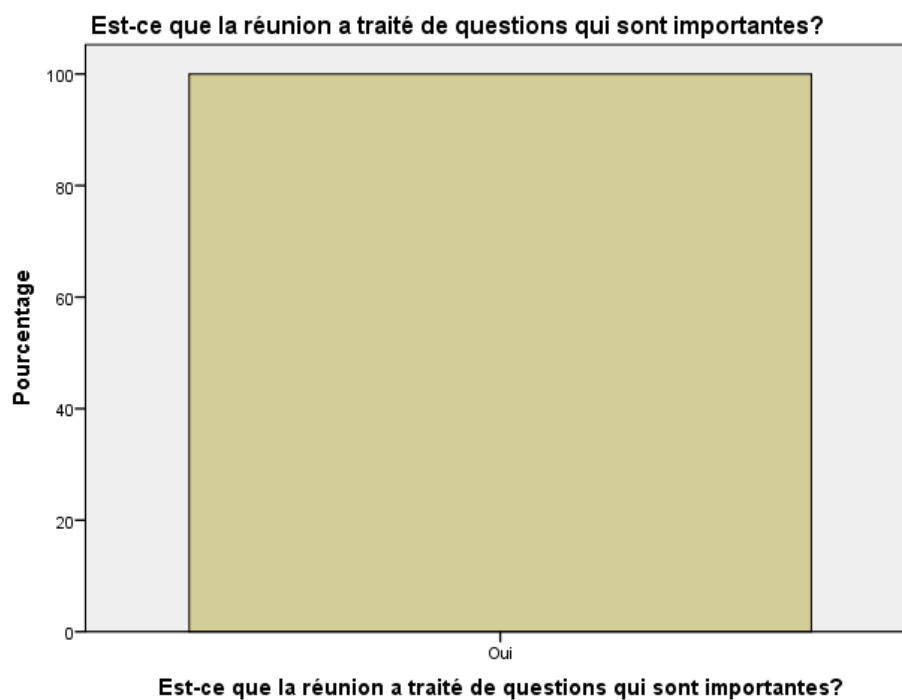 Est-ce que la réunion a traité de questions qui sont importantes?
Pourcentage
100
80
60
40
20
0
Oui
Est-ce que la réunion a traité de questions qui sont importantes?